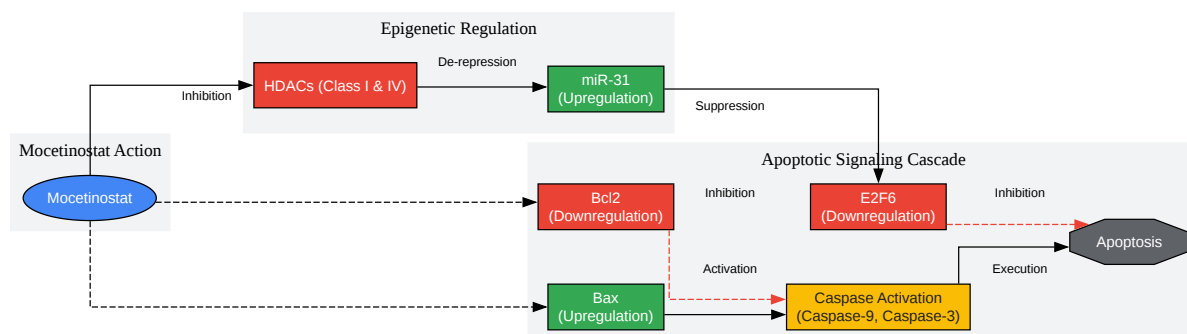 Epigenetic Regulation
HDACs (Class I & IV)
De-repression
miR-31
(Upregulation)
Inhibition
Suppression
Mocetinostat Action
Mocetinostat
Apoptotic Signaling Cascade
Bcl2
(Downregulation)
Inhibition
E2F6
(Downregulation)
Inhibition
Apoptosis
Activation
Execution
Bax
(Upregulation)
Caspase Activation
(Caspase-9, Caspase-3)